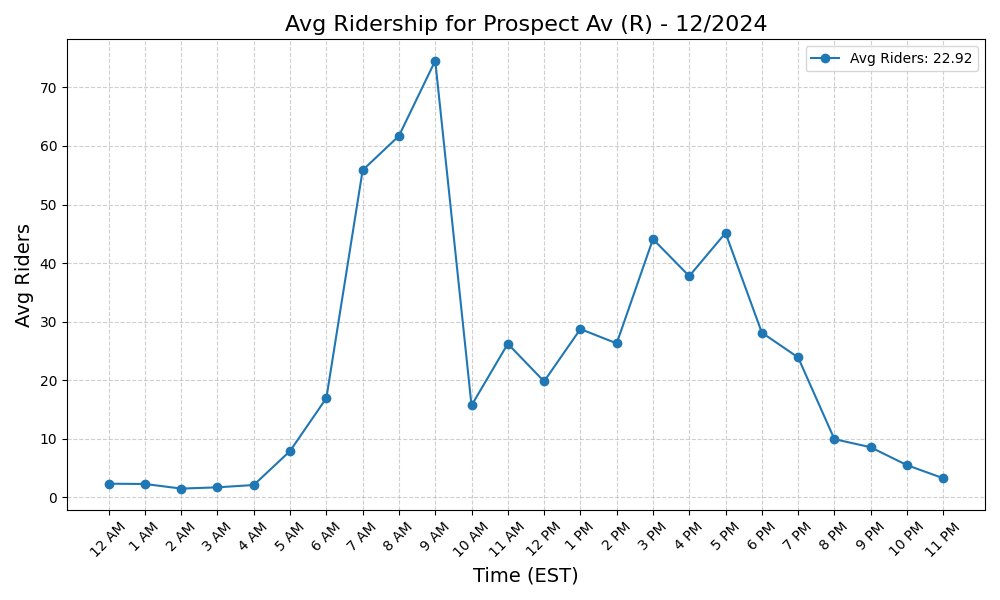 Avg Ridership for Prospect Av (R) - 12/2024
Avg Riders: 22.92
Avg Riders
70
60
50
40
30
20
10
0
12 AM
1 AM
2 AM
3 AM
4 AM
5 AM
6 AM
7 AM
8 AM
9 AM
10 AM
11 AM
12 PM
1 PM
2 PM
3 PM
4 PM
5 PM
6 PM
7 PM
8 PM
9 PM
10 PM
11 PM
Time (EST)